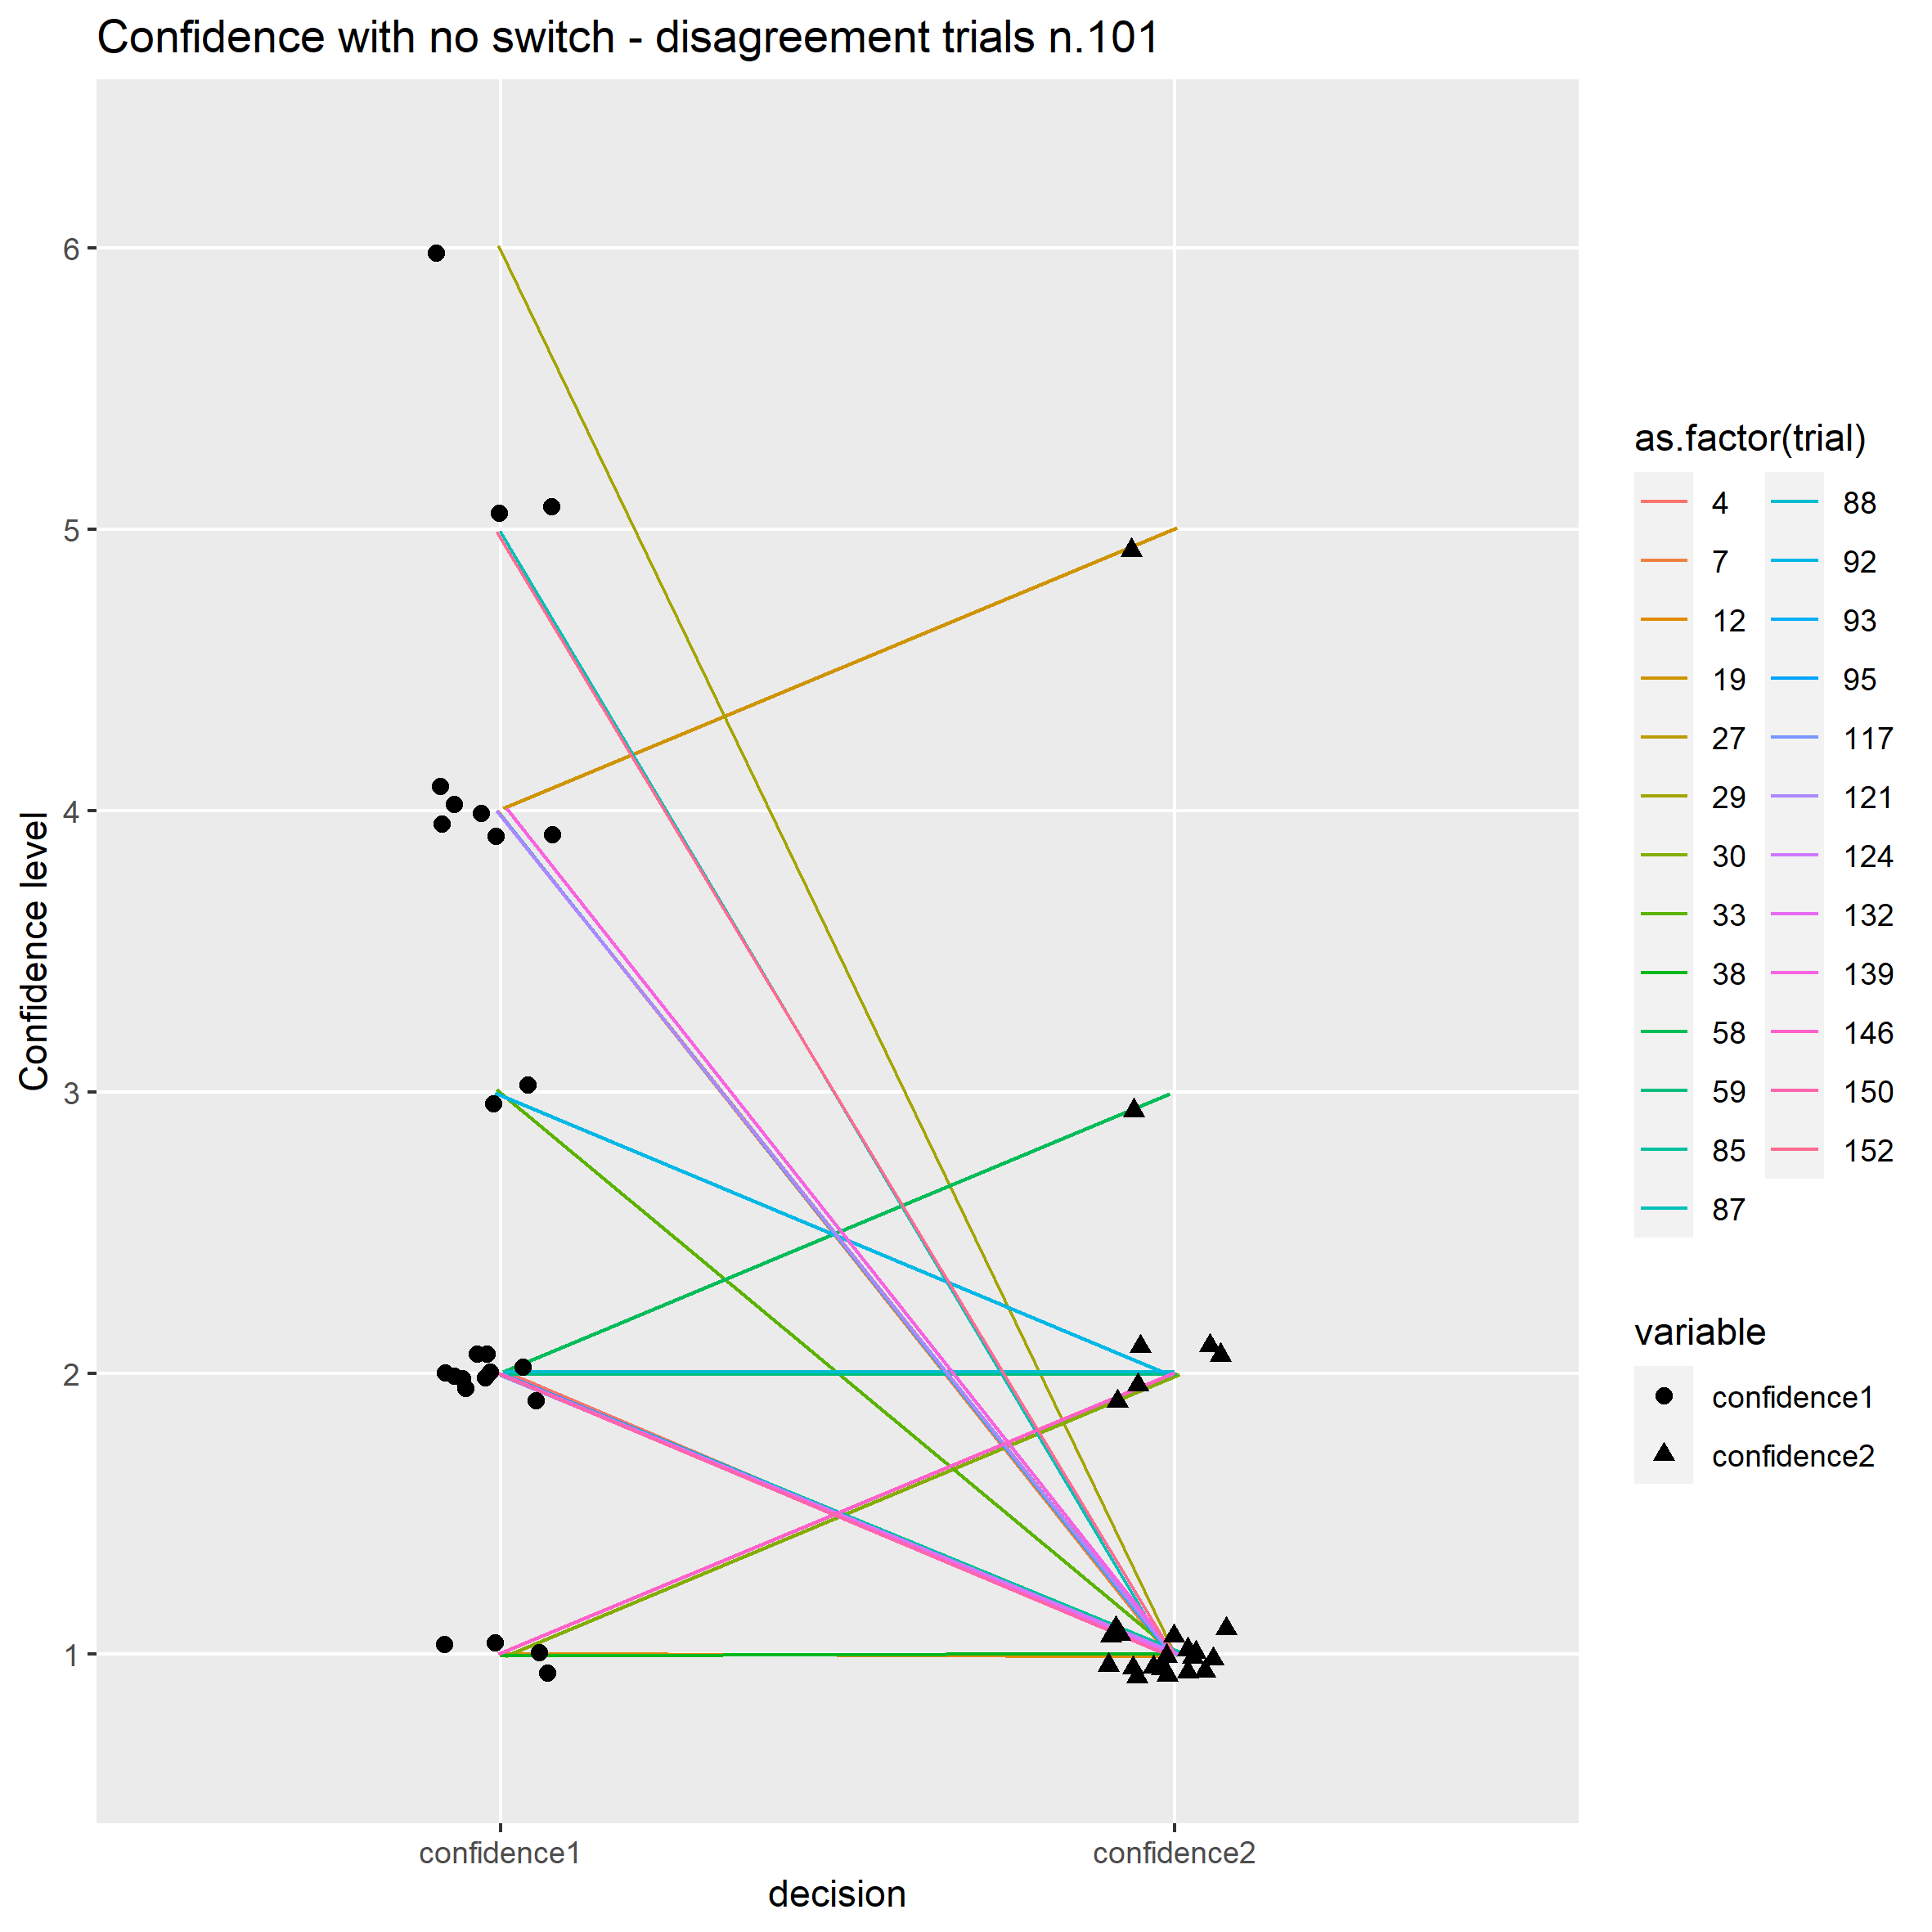 Confidence with no switch - disagreement trials n.101
Confidence level
6
5
4
3
2
1
confidence1 confidence2
decision
as.factor(trial)
4 88
7 92
12 93
19 95
27 117
29 121
30 124
33 132
38 139
58 146
59 150
85 152
87
variable
confidence1
confidence2